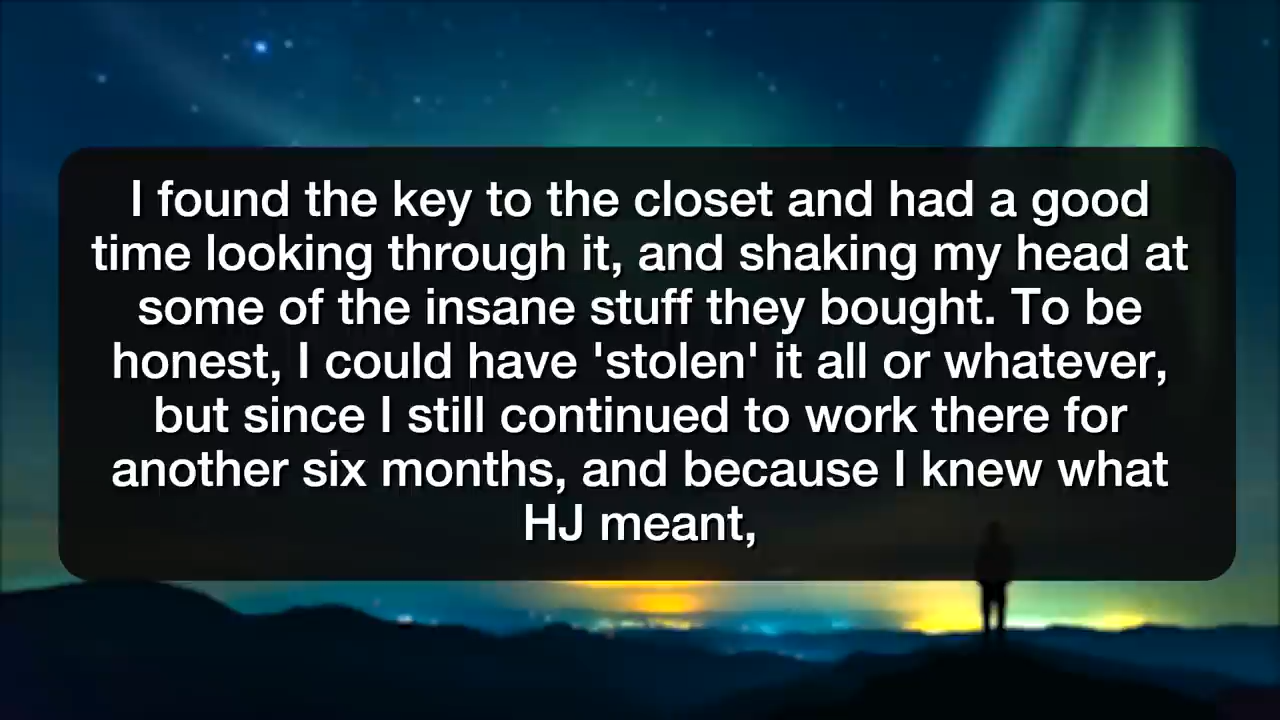 I found the key to the closet and had a good
time looking through it, and shaking my head at
some of the insane stuff they bought. To be
honest, I could have 'stolen' it all or whatever,
but since I still continued to work there for
another six months, and because I knew what
HJ meant,